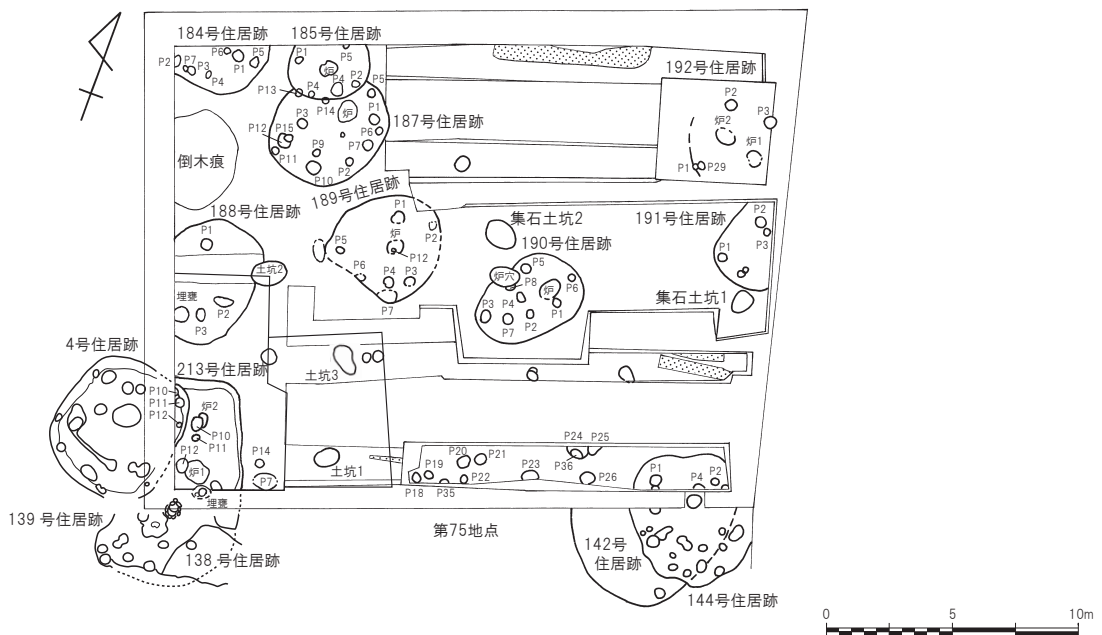 184号住居跡
185号住居跡
P6
P5
P2
P7
P3
P1
P4
P1
P5
炉
P4
P2
P5
P13
P4
P14
炉
P3
P1
P12
P15
P6
P11
P9
P7
P2
P10
187号住居跡
192号住居跡
P2
P3
炉2
炉1
P1
P29
倒木痕
188号住居跡
P1
土坑2
埋甕
P2
P3
189号住居跡
P1
炉
P2
P5
P12
P6
P4
P3
P7
集石土坑2
190号住居跡
P5
炉穴
P8
P6
炉
P3
P4
P1
P7
P2
191号住居跡
P2
P1
P3
集石土坑1
4号住居跡
213号住居跡
P10
P11
P12
炉2
P10
P11
P12
炉1
P14
P7
埋甕
土坑3
土坑1
P24
P25
P20
P21
P19
P23
P36
P26
P22
P18
P35
P1
P4
P2
139号住居跡
138号住居跡
第75地点
142号
住居跡
144号住居跡
0
5
10m